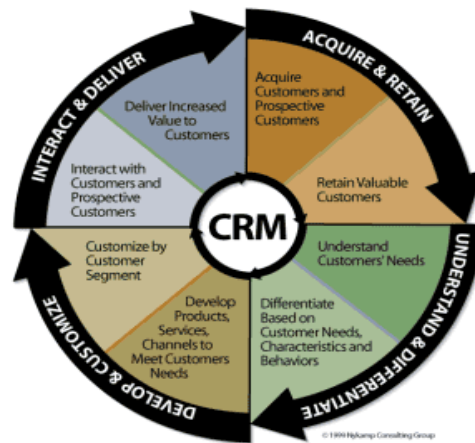 ACQUIRE & RETAIN
Acquire
Customers and
Prospective
Customers
Retain Valuable
Customers
UNDERSTAND & DIFFERENTIATE
Understand
Customers' Needs
Differentiate
Based on
Customer Needs,
Characteristics and
Behaviors
DEVELOP & CUSTOMIZE
Develop
Products,
Services,
Channels to
Meet Customers
Needs
Customize by
Customer
Segment
INTERACT & DELIVER
Interact with
Customers and
Prospective
Customers
Deliver Increased
Value to
Customers
CRM
© 1999 Nykamp Consulting Group